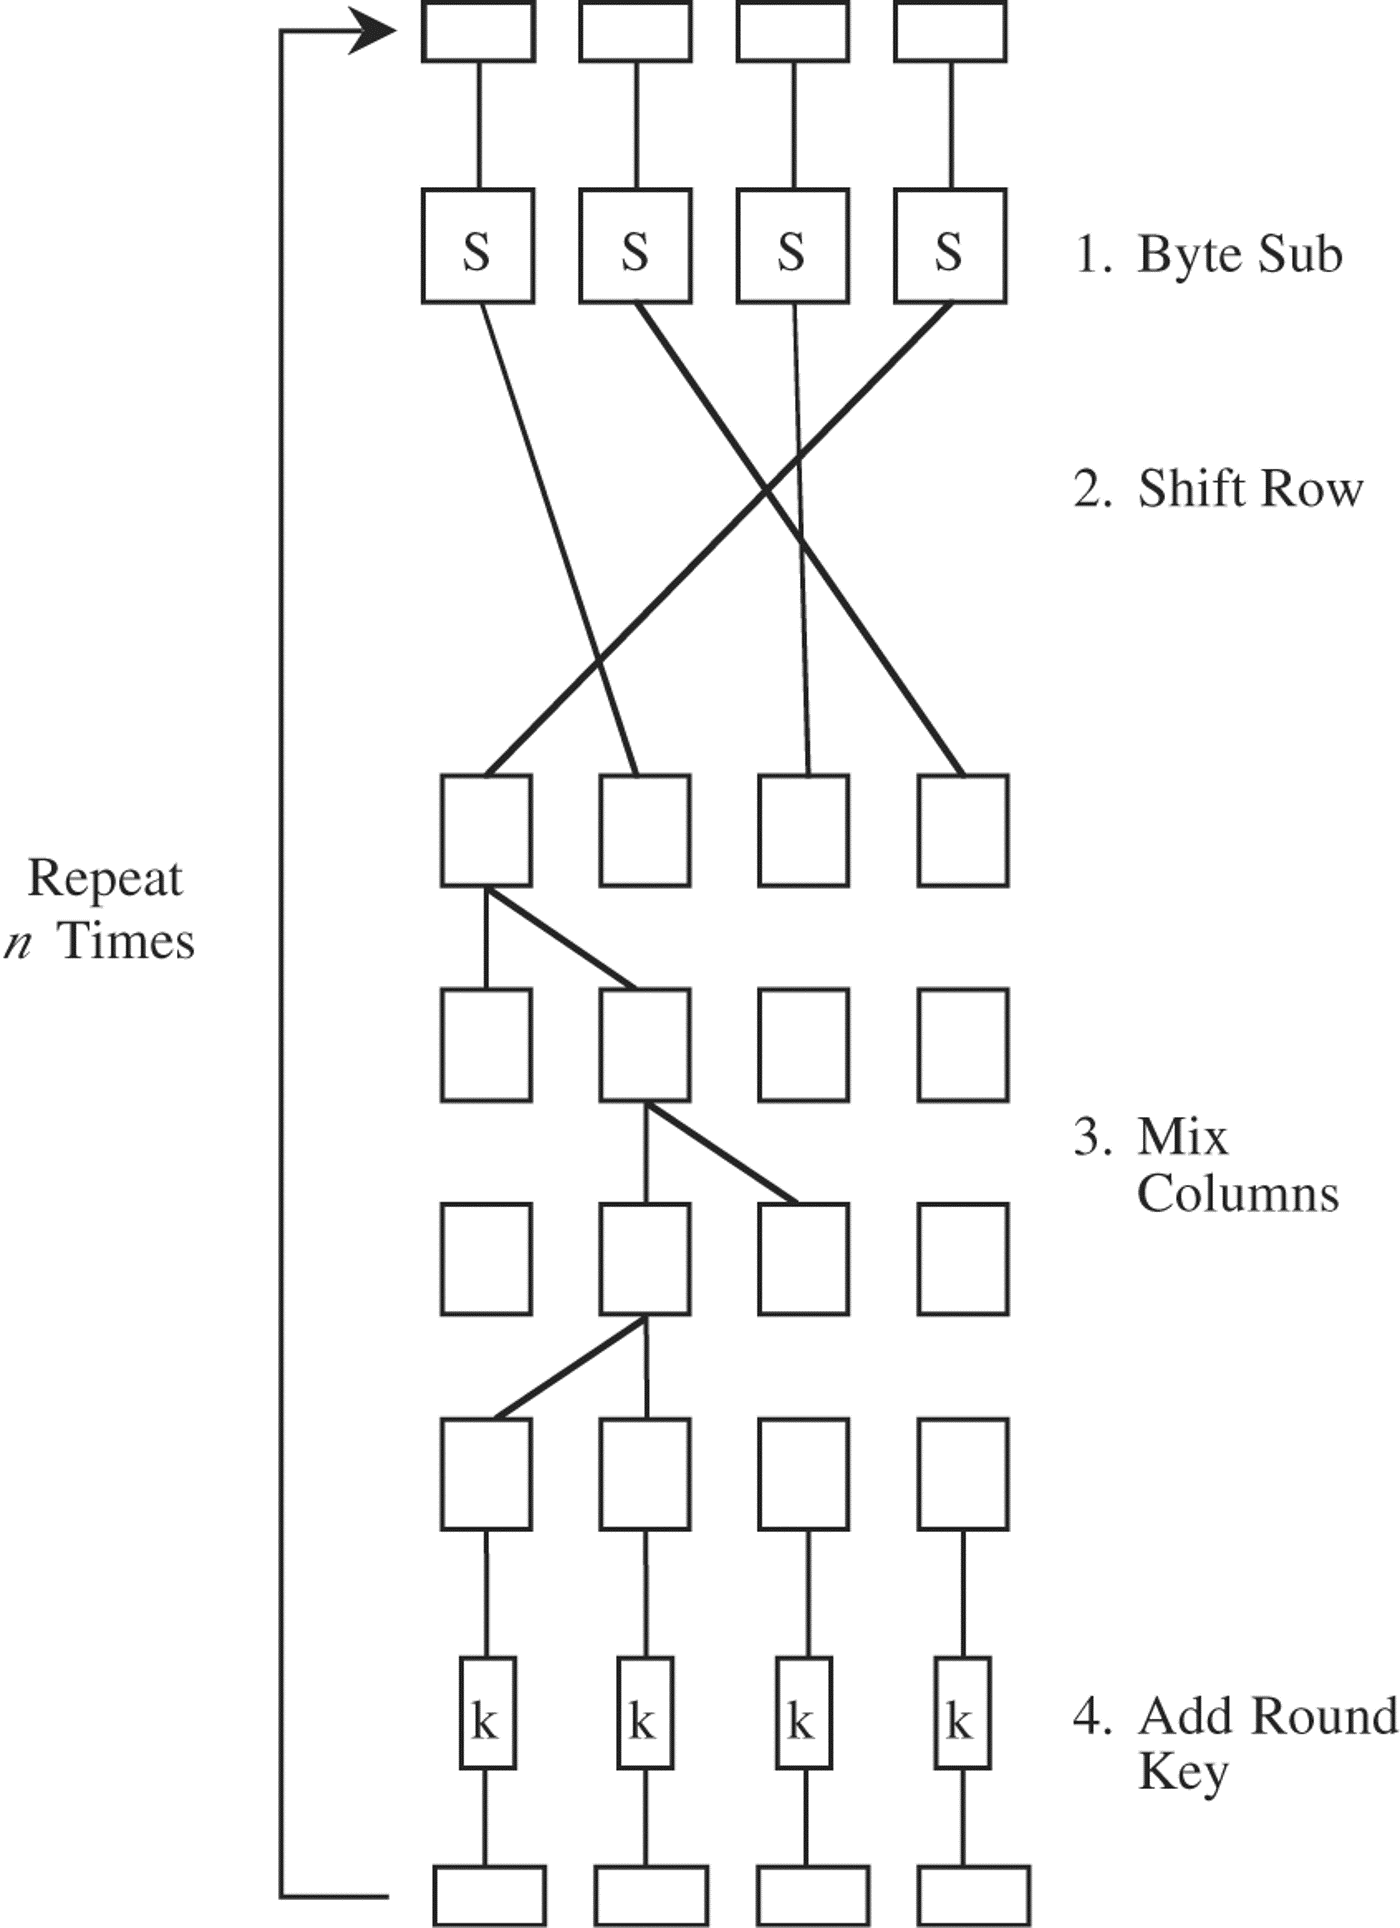 S S S S
1. Byte Sub
2. Shift Row
Repeat
n Times
3. Mix
Columns
k k k k
4. Add Round
Key